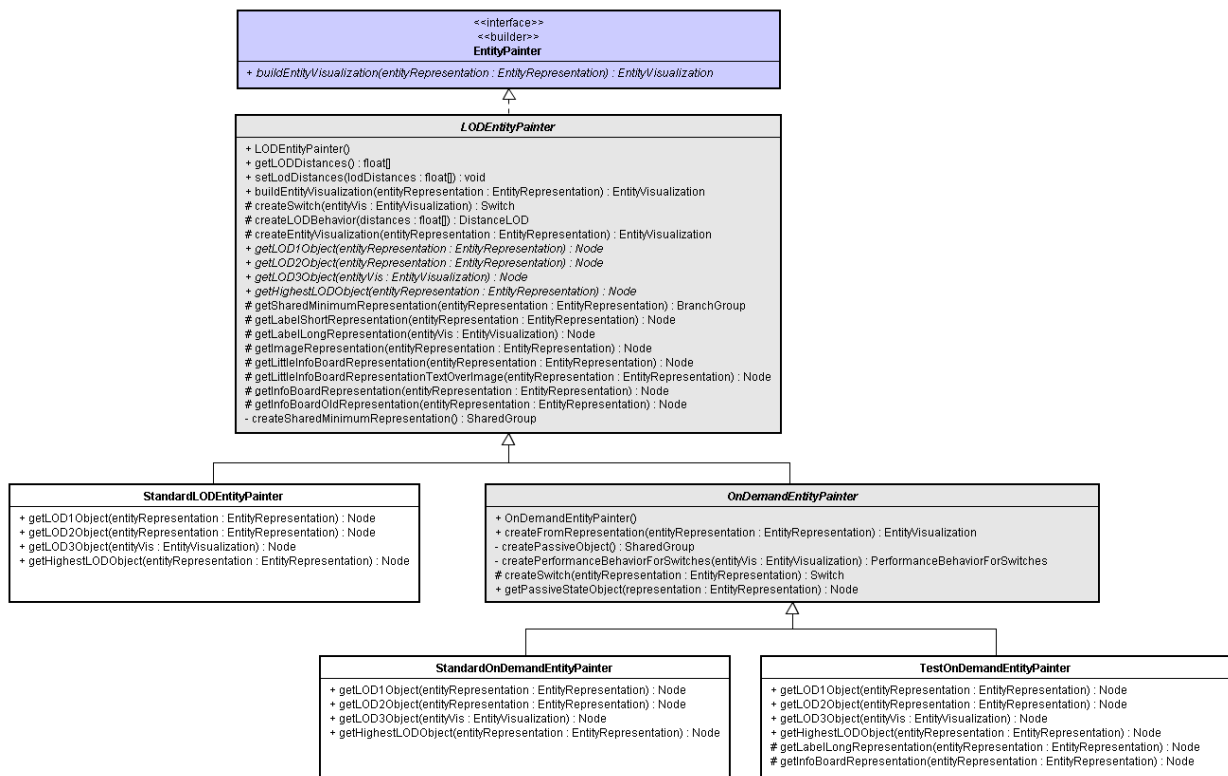 <<interface>>
<<builder>>
EntityPainter
+ buildEntityVisualization(entityRepresentation : EntityRepresentation) : EntityVisualization
LODEntityPainter
+ LODEntityPainter()
+ getLODDistances() : float[]
+ setLodDistances(lodDistances : float[]) : void
+ buildEntityVisualization(entityRepresentation : EntityRepresentation) : EntityVisualization
# createSwitch(entityVis : EntityVisualization) : Switch
# createLODBehavior(distances : float[]) : DistanceLOD
# createEntityVisualization(entityRepresentation : EntityRepresentation) : EntityVisualization
+ getLOD1Object(entityRepresentation : EntityRepresentation) : Node
+ getLOD2Object(entityRepresentation : EntityRepresentation) : Node
+ getLOD3Object(entityVis : EntityVisualization) : Node
+ getHighestLODObject(entityRepresentation : EntityRepresentation) : Node
# getSharedMinimumRepresentation(entityRepresentation : EntityRepresentation) : BranchGroup
# getLabelShortRepresentation(entityRepresentation : EntityRepresentation) : Node
# getLabelLongRepresentation(entityVis : EntityVisualization) : Node
# getImageRepresentation(entityRepresentation : EntityRepresentation) : Node
# getLittleInfoBoardRepresentation(entityRepresentation : EntityRepresentation) : Node
# getLittleInfoBoardRepresentationTextOverImage(entityRepresentation : EntityRepresentation) : Node
# getInfoBoardRepresentation(entityRepresentation : EntityRepresentation) : Node
# getInfoBoardOldRepresentation(entityRepresentation : EntityRepresentation) : Node
- createSharedMinimumRepresentation() : SharedGroup
StandardLODEntityPainter
+ getLOD1Object(entityRepresentation : EntityRepresentation) : Node
+ getLOD2Object(entityRepresentation : EntityRepresentation) : Node
+ getLOD3Object(entityVis : EntityVisualization) : Node
+ getHighestLODObject(entityRepresentation : EntityRepresentation) : Node
OnDemandEntityPainter
+ OnDemandEntityPainter()
+ createFromRepresentation(entityRepresentation : EntityRepresentation) : EntityVisualization
- createPassiveObject() : SharedGroup
- createPerformanceBehaviorForSwitches(entityVis : EntityVisualization) : PerformanceBehaviorForSwitches
# createSwitch(entityRepresentation : EntityRepresentation) : Switch
+ getPassiveStateObject(representation : EntityRepresentation) : Node
StandardOnDemandEntityPainter
+ getLOD1Object(entityRepresentation : EntityRepresentation) : Node
+ getLOD2Object(entityRepresentation : EntityRepresentation) : Node
+ getLOD3Object(entityVis : EntityVisualization) : Node
+ getHighestLODObject(entityRepresentation : EntityRepresentation) : Node
TestOnDemandEntityPainter
+ getLOD1Object(entityRepresentation : EntityRepresentation) : Node
+ getLOD2Object(entityRepresentation : EntityRepresentation) : Node
+ getLOD3Object(entityVis : EntityVisualization) : Node
+ getHighestLODObject(entityRepresentation : EntityRepresentation) : Node
# getLabelLongRepresentation(entityRepresentation : EntityRepresentation) : Node
# getInfoBoardRepresentation(entityRepresentation : EntityRepresentation) : Node